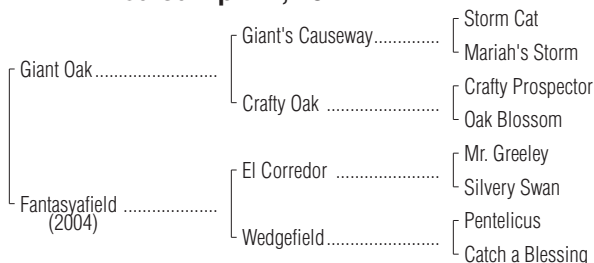 Storm Cat
Giant's Causeway..............
Mariah's Storm
Giant Oak..........................
Crafty Prospector
Crafty Oak ........................
Oak Blossom
Mr. Greeley
El Corredor ......................
Silvery Swan
Fantasyafield ....................
(2004)
Pentelicus
Wedgefield........................
Catch a Blessing